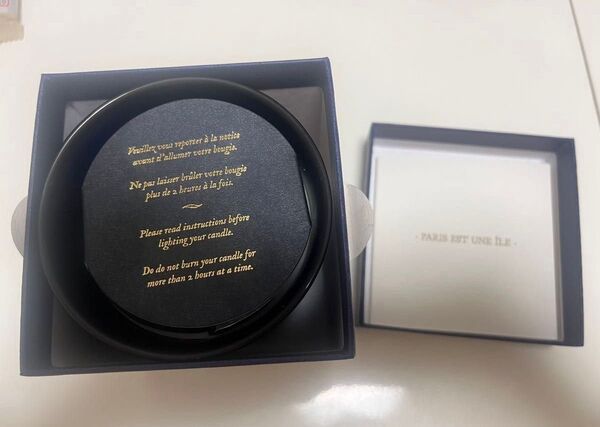 Veuillez vous reporter à la notice
avant d'allumer votre bougie.
Ne pas laisser brûler votre bougie
plus de 2 heures à la fois.
Please read instructions before
lighting your candle.
Do do not burn your candle for
more than 2 hours at a time.
- PARIS EST UNE ÎLE -